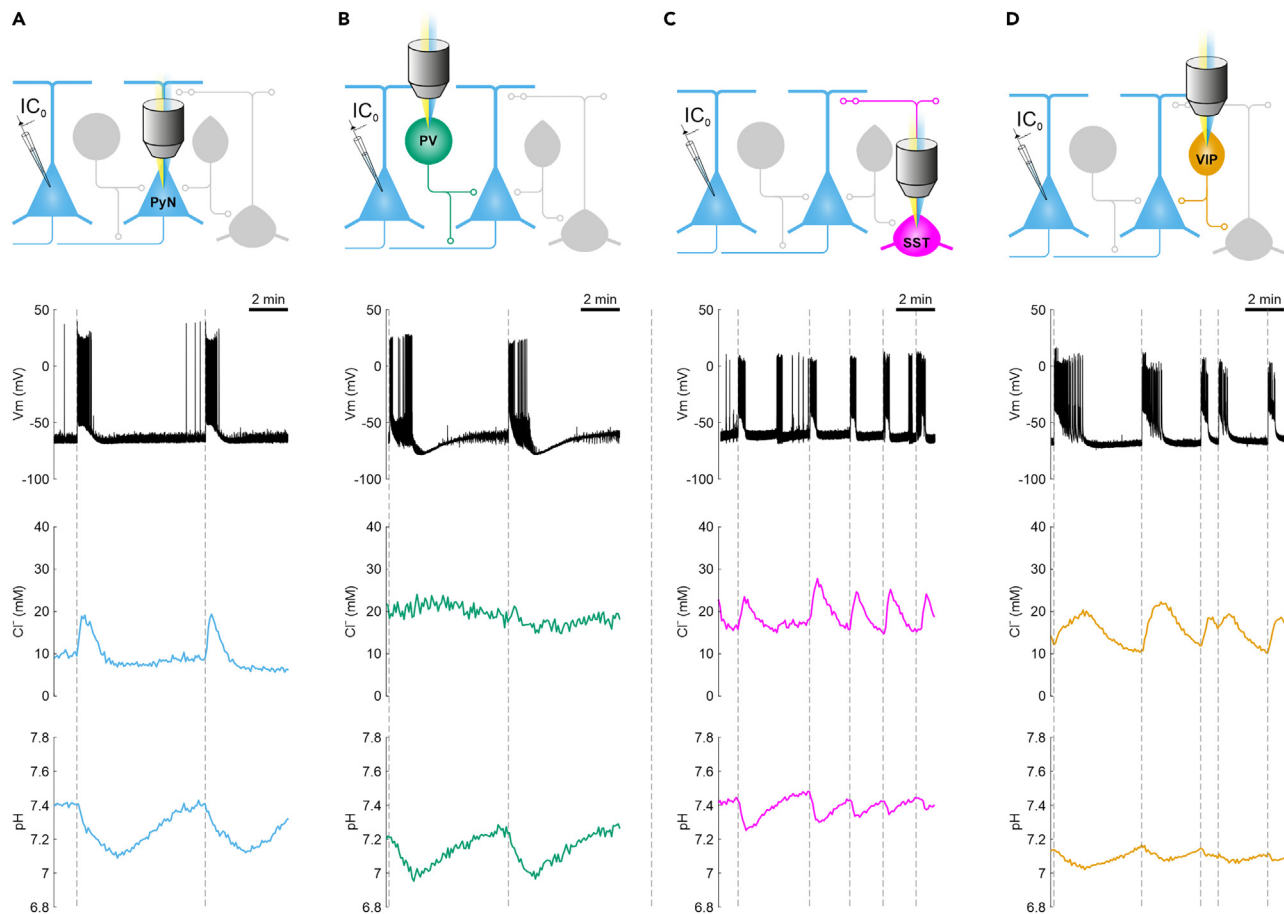 A
B
C
D
IC₀
PyN
IC₀
PV
IC₀
SST
IC₀
VIP
2 min
2 min
2 min
2 min
Vm (mV)
50
0
-50
-100
Vm (mV)
50
0
-50
-100
Vm (mV)
50
0
-50
-100
Vm (mV)
50
0
-50
-100
Cl⁻ (mM)
40
30
20
10
0
Cl⁻ (mM)
40
30
20
10
0
Cl⁻ (mM)
40
30
20
10
0
Cl⁻ (mM)
40
30
20
10
0
pH
7.8
7.6
7.4
7.2
7
6.8
pH
7.8
7.6
7.4
7.2
7
6.8
pH
7.8
7.6
7.4
7.2
7
6.8
pH
7.8
7.6
7.4
7.2
7
6.8